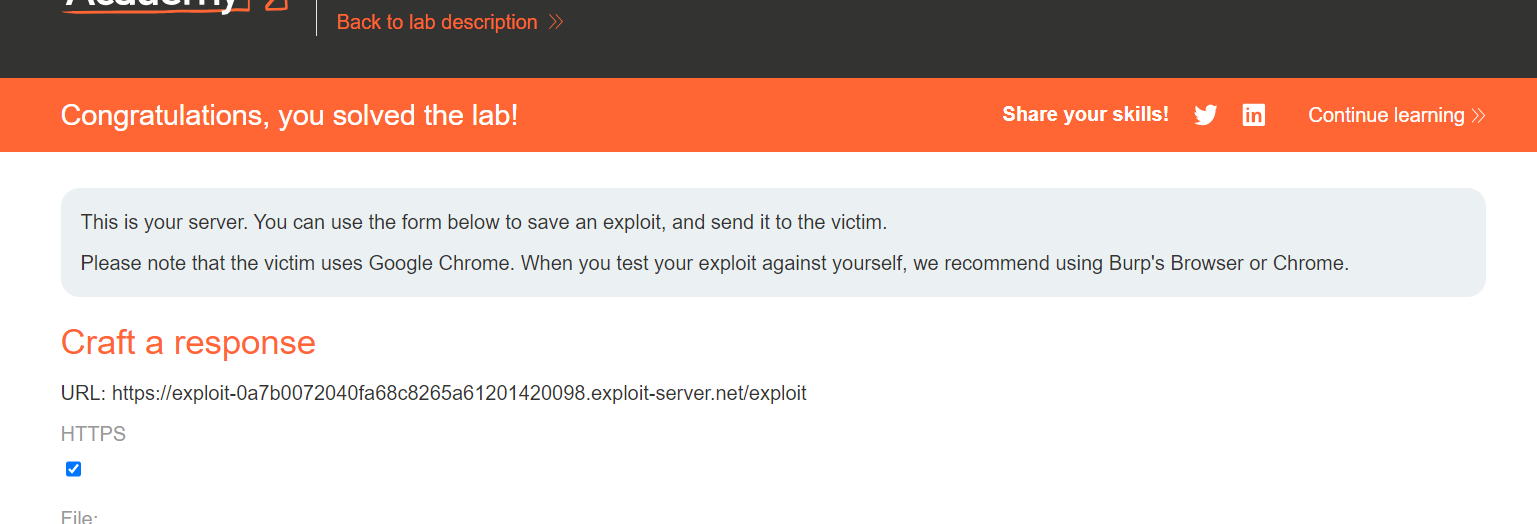 Academy
Back to lab description
Congratulations, you solved the lab!
Share your skills!
Continue learning
This is your server. You can use the form below to save an exploit, and send it to the victim.
Please note that the victim uses Google Chrome. When you test your exploit against yourself, we recommend using Burp's Browser or Chrome.
Craft a response
URL: https://exploit-0a7b0072040fa68c8265a61201420098.exploit-server.net/exploit
HTTPS
File: